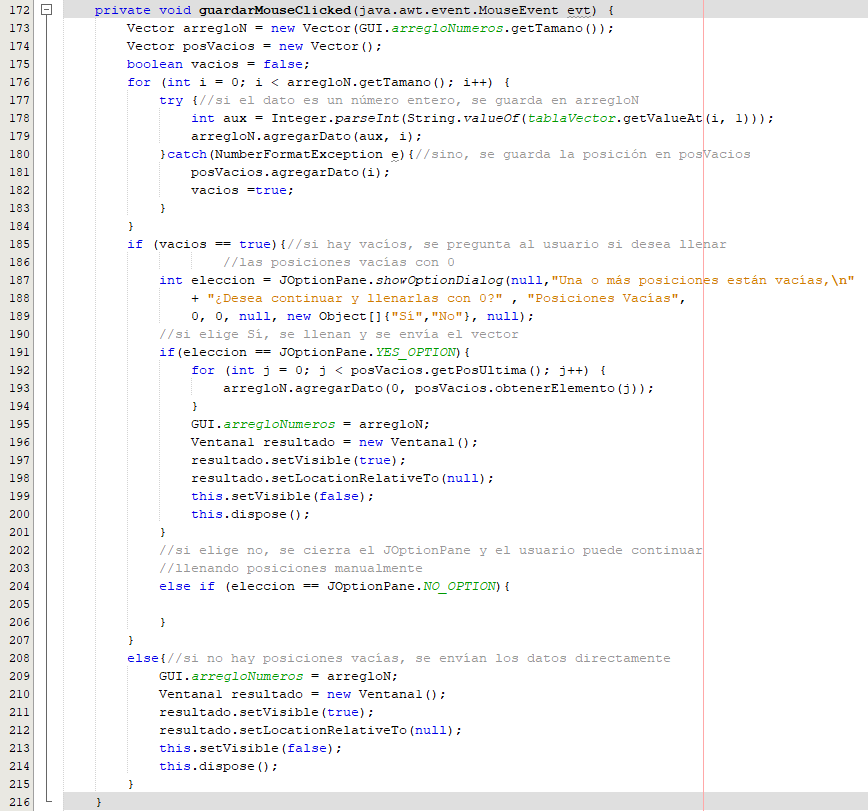 172 private void guardarMouseClicked(java.awt.event.MouseEvent evt) {
173 Vector arregloN = new Vector(GUI.arregloNumeros.getTamano());
174 Vector posVacios = new Vector();
175 boolean vacios = false;
176 for (int i = 0; i < arregloN.getTamano(); i++) {
177 try {//si el dato es un número entero, se guarda en arregloN
178 int aux = Integer.parseInt(String.valueOf(tablaVector.getValueAt(i, 1)));
179 arregloN.agregarDato(aux, i);
180 }catch(NumberFormatException e){//sino, se guarda la posición en posVacios
181 posVacios.agregarDato(i);
182 vacios =true;
183 }
184 }
185 if (vacios == true){//si hay vacíos, se pregunta al usuario si desea llenar
186 //las posiciones vacías con 0
187 int eleccion = JOptionPane.showOptionDialog(null,"Una o más posiciones están vacías,\n"
188 + "¿Desea continuar y llenarlas con 0?" , "Posiciones Vacías",
189 0, 0, null, new Object[]{"Sí","No"}, null);
190 //si elige Sí, se llenan y se envía el vector
191 if(eleccion == JOptionPane.YES_OPTION){
192 for (int j = 0; j < posVacios.getPosUltima(); j++) {
193 arregloN.agregarDato(0, posVacios.obtenerElemento(j));
194 }
195 GUI.arregloNumeros = arregloN;
196 Ventana1 resultado = new Ventana1();
197 resultado.setVisible(true);
198 resultado.setLocationRelativeTo(null);
199 this.setVisible(false);
200 this.dispose();
201 }
202 //si elige no, se cierra el JOptionPane y el usuario puede continuar
203 //llenando posiciones manualmente
204 else if (eleccion == JOptionPane.NO_OPTION){
205
206 }
207 }
208 else{//si no hay posiciones vacías, se envían los datos directamente
209 GUI.arregloNumeros = arregloN;
210 Ventana1 resultado = new Ventana1();
211 resultado.setVisible(true);
212 resultado.setLocationRelativeTo(null);
213 this.setVisible(false);
214 this.dispose();
215 }
216 }